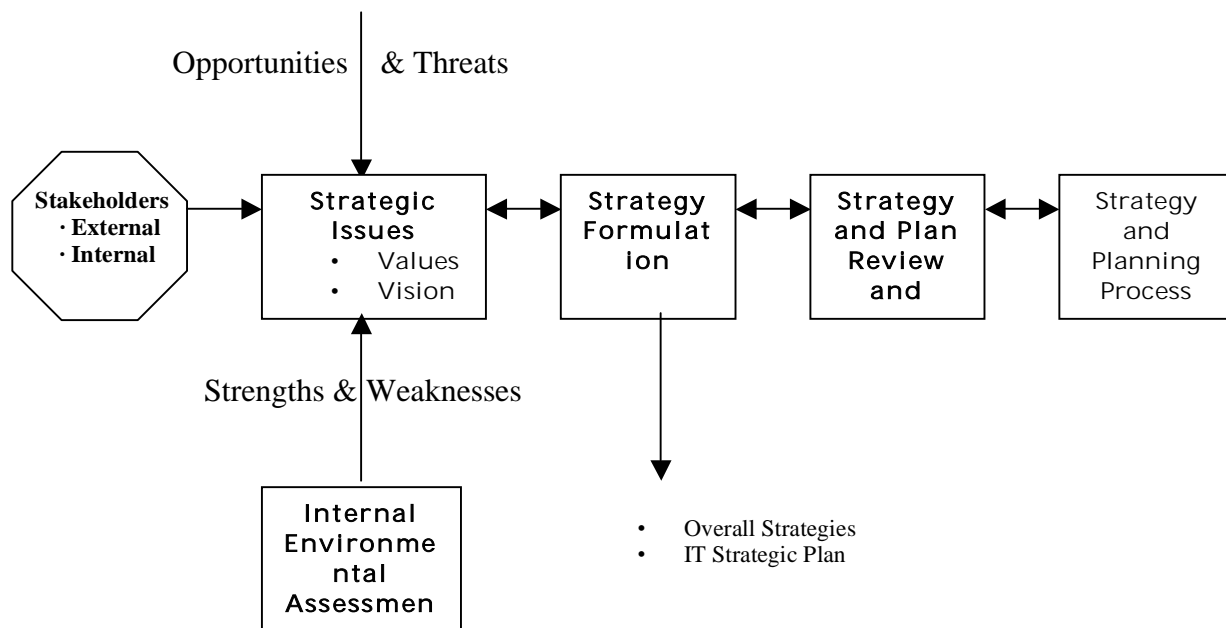 Opportunities & Threats
Stakeholders
· External
· Internal
Strategic
Issues
• Values
• Vision
Strategy
Formulat
ion
Strategy
and Plan
Review
and
Strategy
and
Planning
Process
Strengths & Weaknesses
Internal
Environme
ntal
Assessmen
• Overall Strategies
• IT Strategic Plan